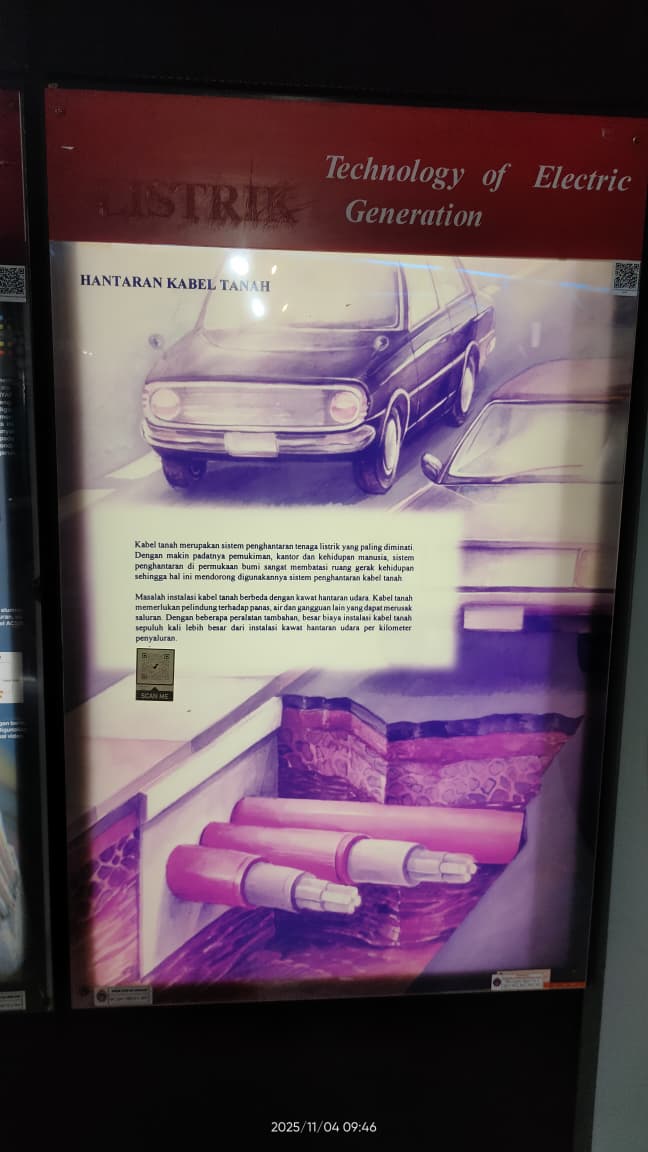 LISTRIK
Technology of Electric
Generation
HANTARAN KABEL TANAH
Kabel tanah merupakan sistem penghantaran tenaga listrik yang paling diminati.
Dengan makin padatnya pemukiman, kantor dan kehidupan manusia, sistem
penghantaran di permukaan bumi sangat membatasi ruang gerak kehidupan
sehingga hal ini mendorong digunakannya sistem penghantaran kabel tanah
Masalah instalasi kabel tanah berbeda dengan kawat hantaran udara. Kabel tanah
memerlukan pelindung terhadap panas, air dan gangguan lain yang dapat merusak
saluran. Dengan beberapa peralatan tambahan, besar biaya instalasi kabel tanah
sepuluh kali lebih besar dari instalasi kawat hantaran udara per kilometer
penyaluran.
SCAN ME
2025/11/04 09:46